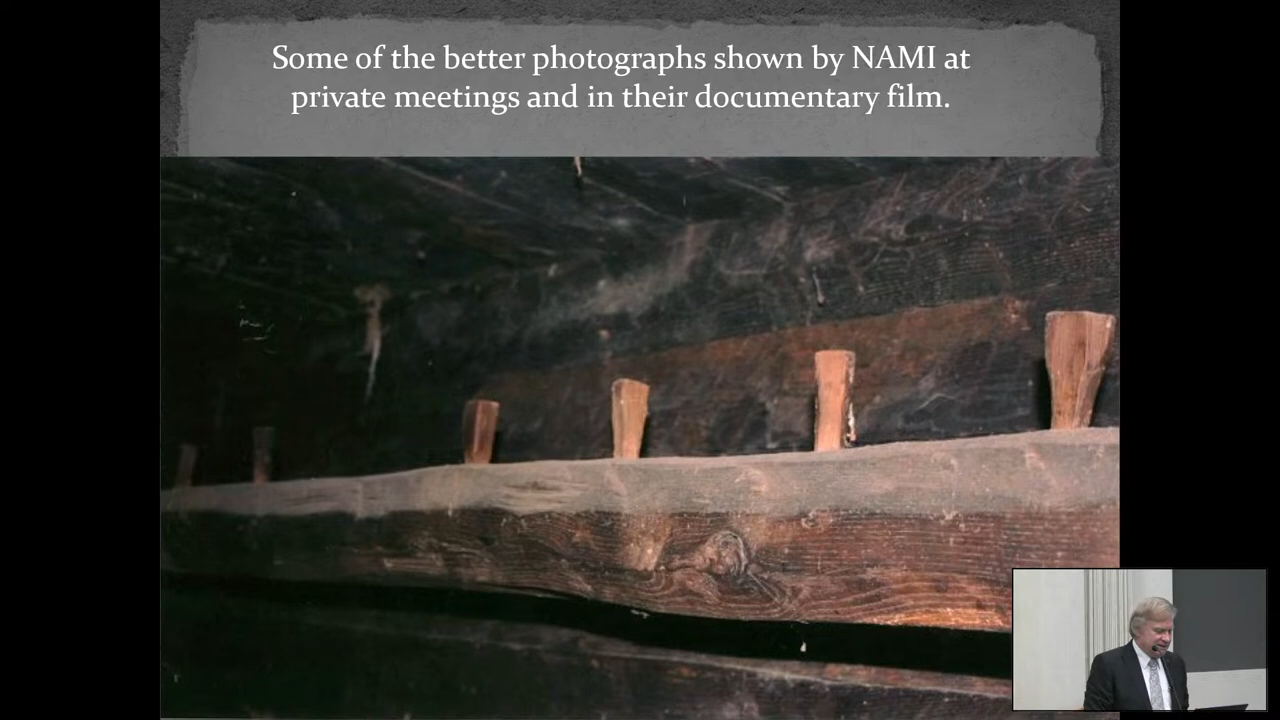 Some of the better photographs shown by NAMI at
private meetings and in their documentary film.